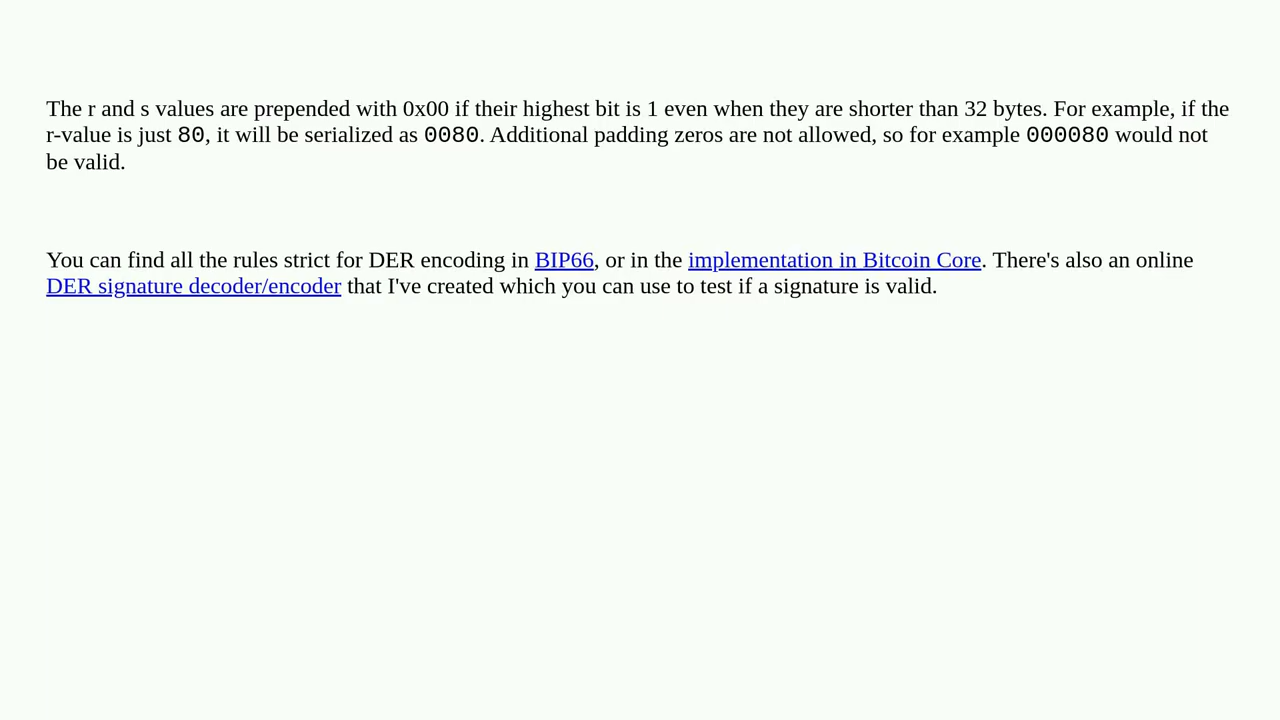 The r and s values are prepended with 0x00 if their highest bit is 1 even when they are shorter than 32 bytes. For example, if the
r-value is just 80, it will be serialized as 0080. Additional padding zeros are not allowed, so for example 000080 would not
be valid.
You can find all the rules strict for DER encoding in BIP66, or in the implementation in Bitcoin Core. There's also an online
DER signature decoder/encoder that I've created which you can use to test if a signature is valid.